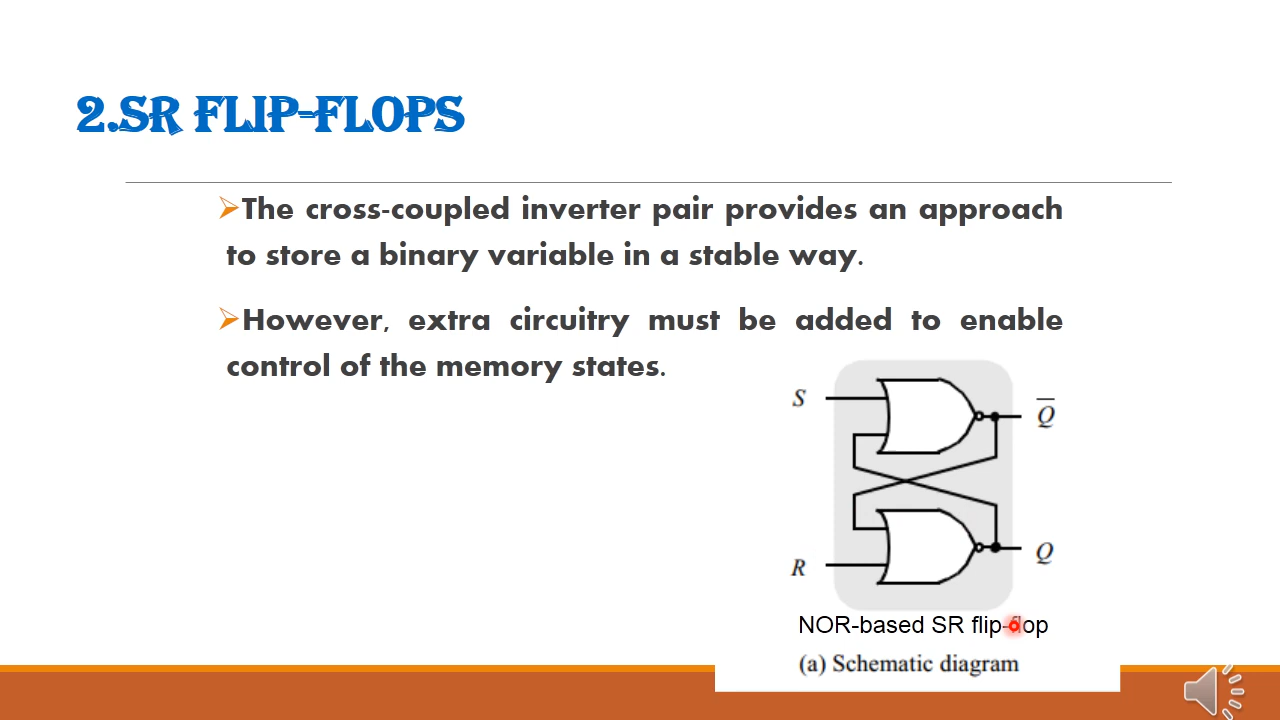 2.SR FLIP-FLOPS
➢The cross-coupled inverter pair provides an approach
to store a binary variable in a stable way.
➢However, extra circuitry must be added to enable
control of the memory states.
S
Q̅
R
Q
NOR-based SR flip-flop
(a) Schematic diagram